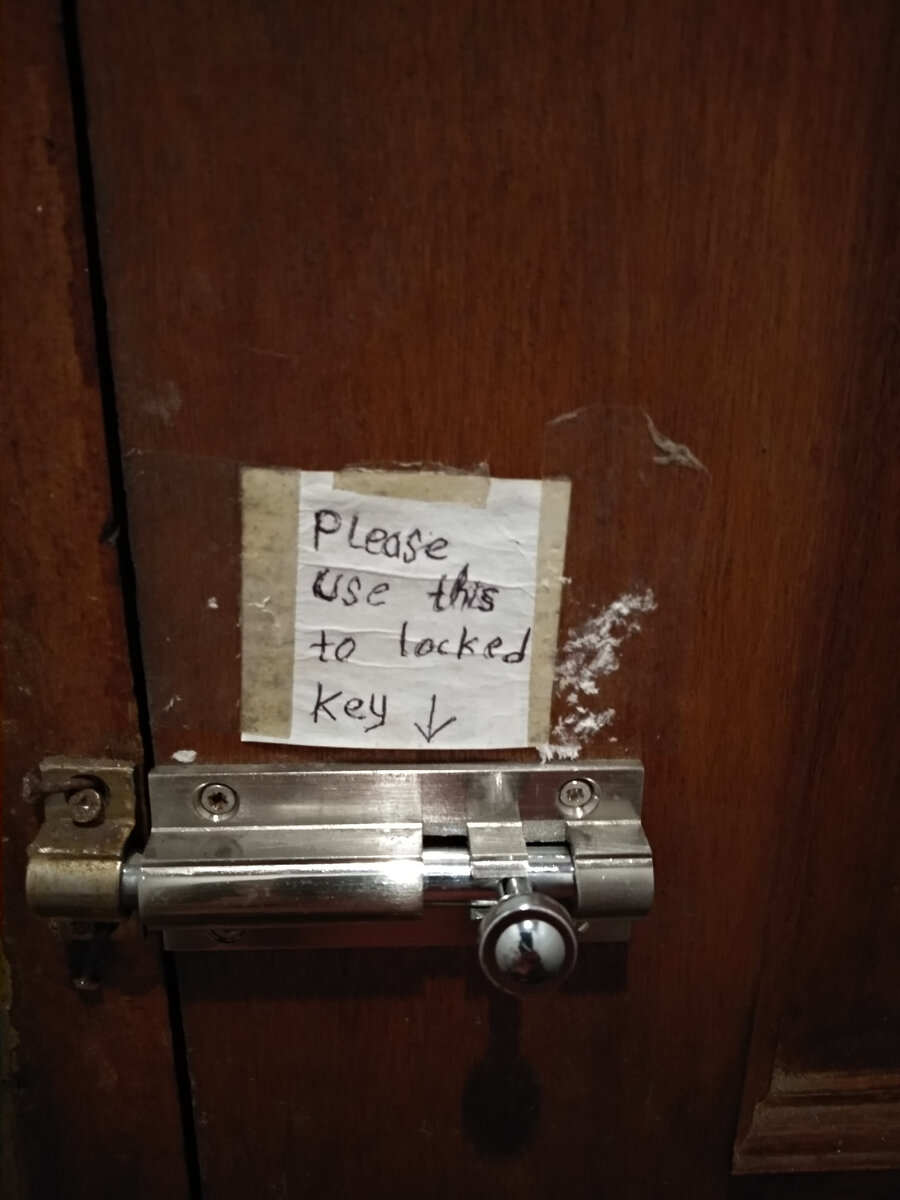 Please
use this
to locked
key ↓